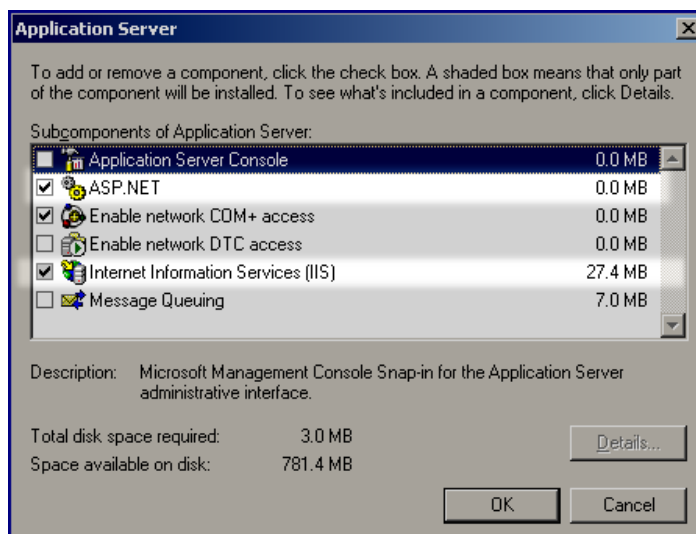 Application Server
To add or remove a component, click the check box. A shaded box means that only part
of the component will be installed. To see what's included in a component, click Details.
Subcomponents of Application Server:
Application Server Console 0.0 MB
ASP.NET 0.0 MB
Enable network COM+ access 0.0 MB
Enable network DTC access 0.0 MB
Internet Information Services (IIS) 27.4 MB
Message Queuing 7.0 MB
Description: Microsoft Management Console Snap-in for the Application Server
administrative interface.
Total disk space required: 3.0 MB
Space available on disk: 781.4 MB
Details...
OK Cancel